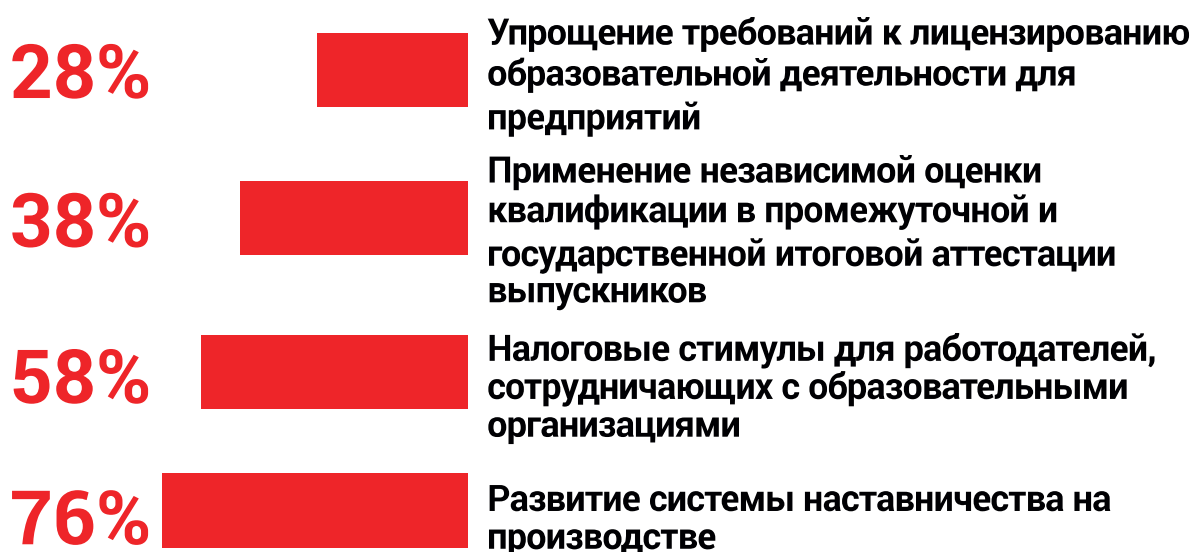 28%
Упрощение требований к лицензированию
образовательной деятельности для
предприятий
38%
Применение независимой оценки
квалификации в промежуточной и
государственной итоговой аттестации
выпускников
58%
Налоговые стимулы для работодателей,
сотрудничающих с образовательными
организациями
76%
Развитие системы наставничества на
производстве